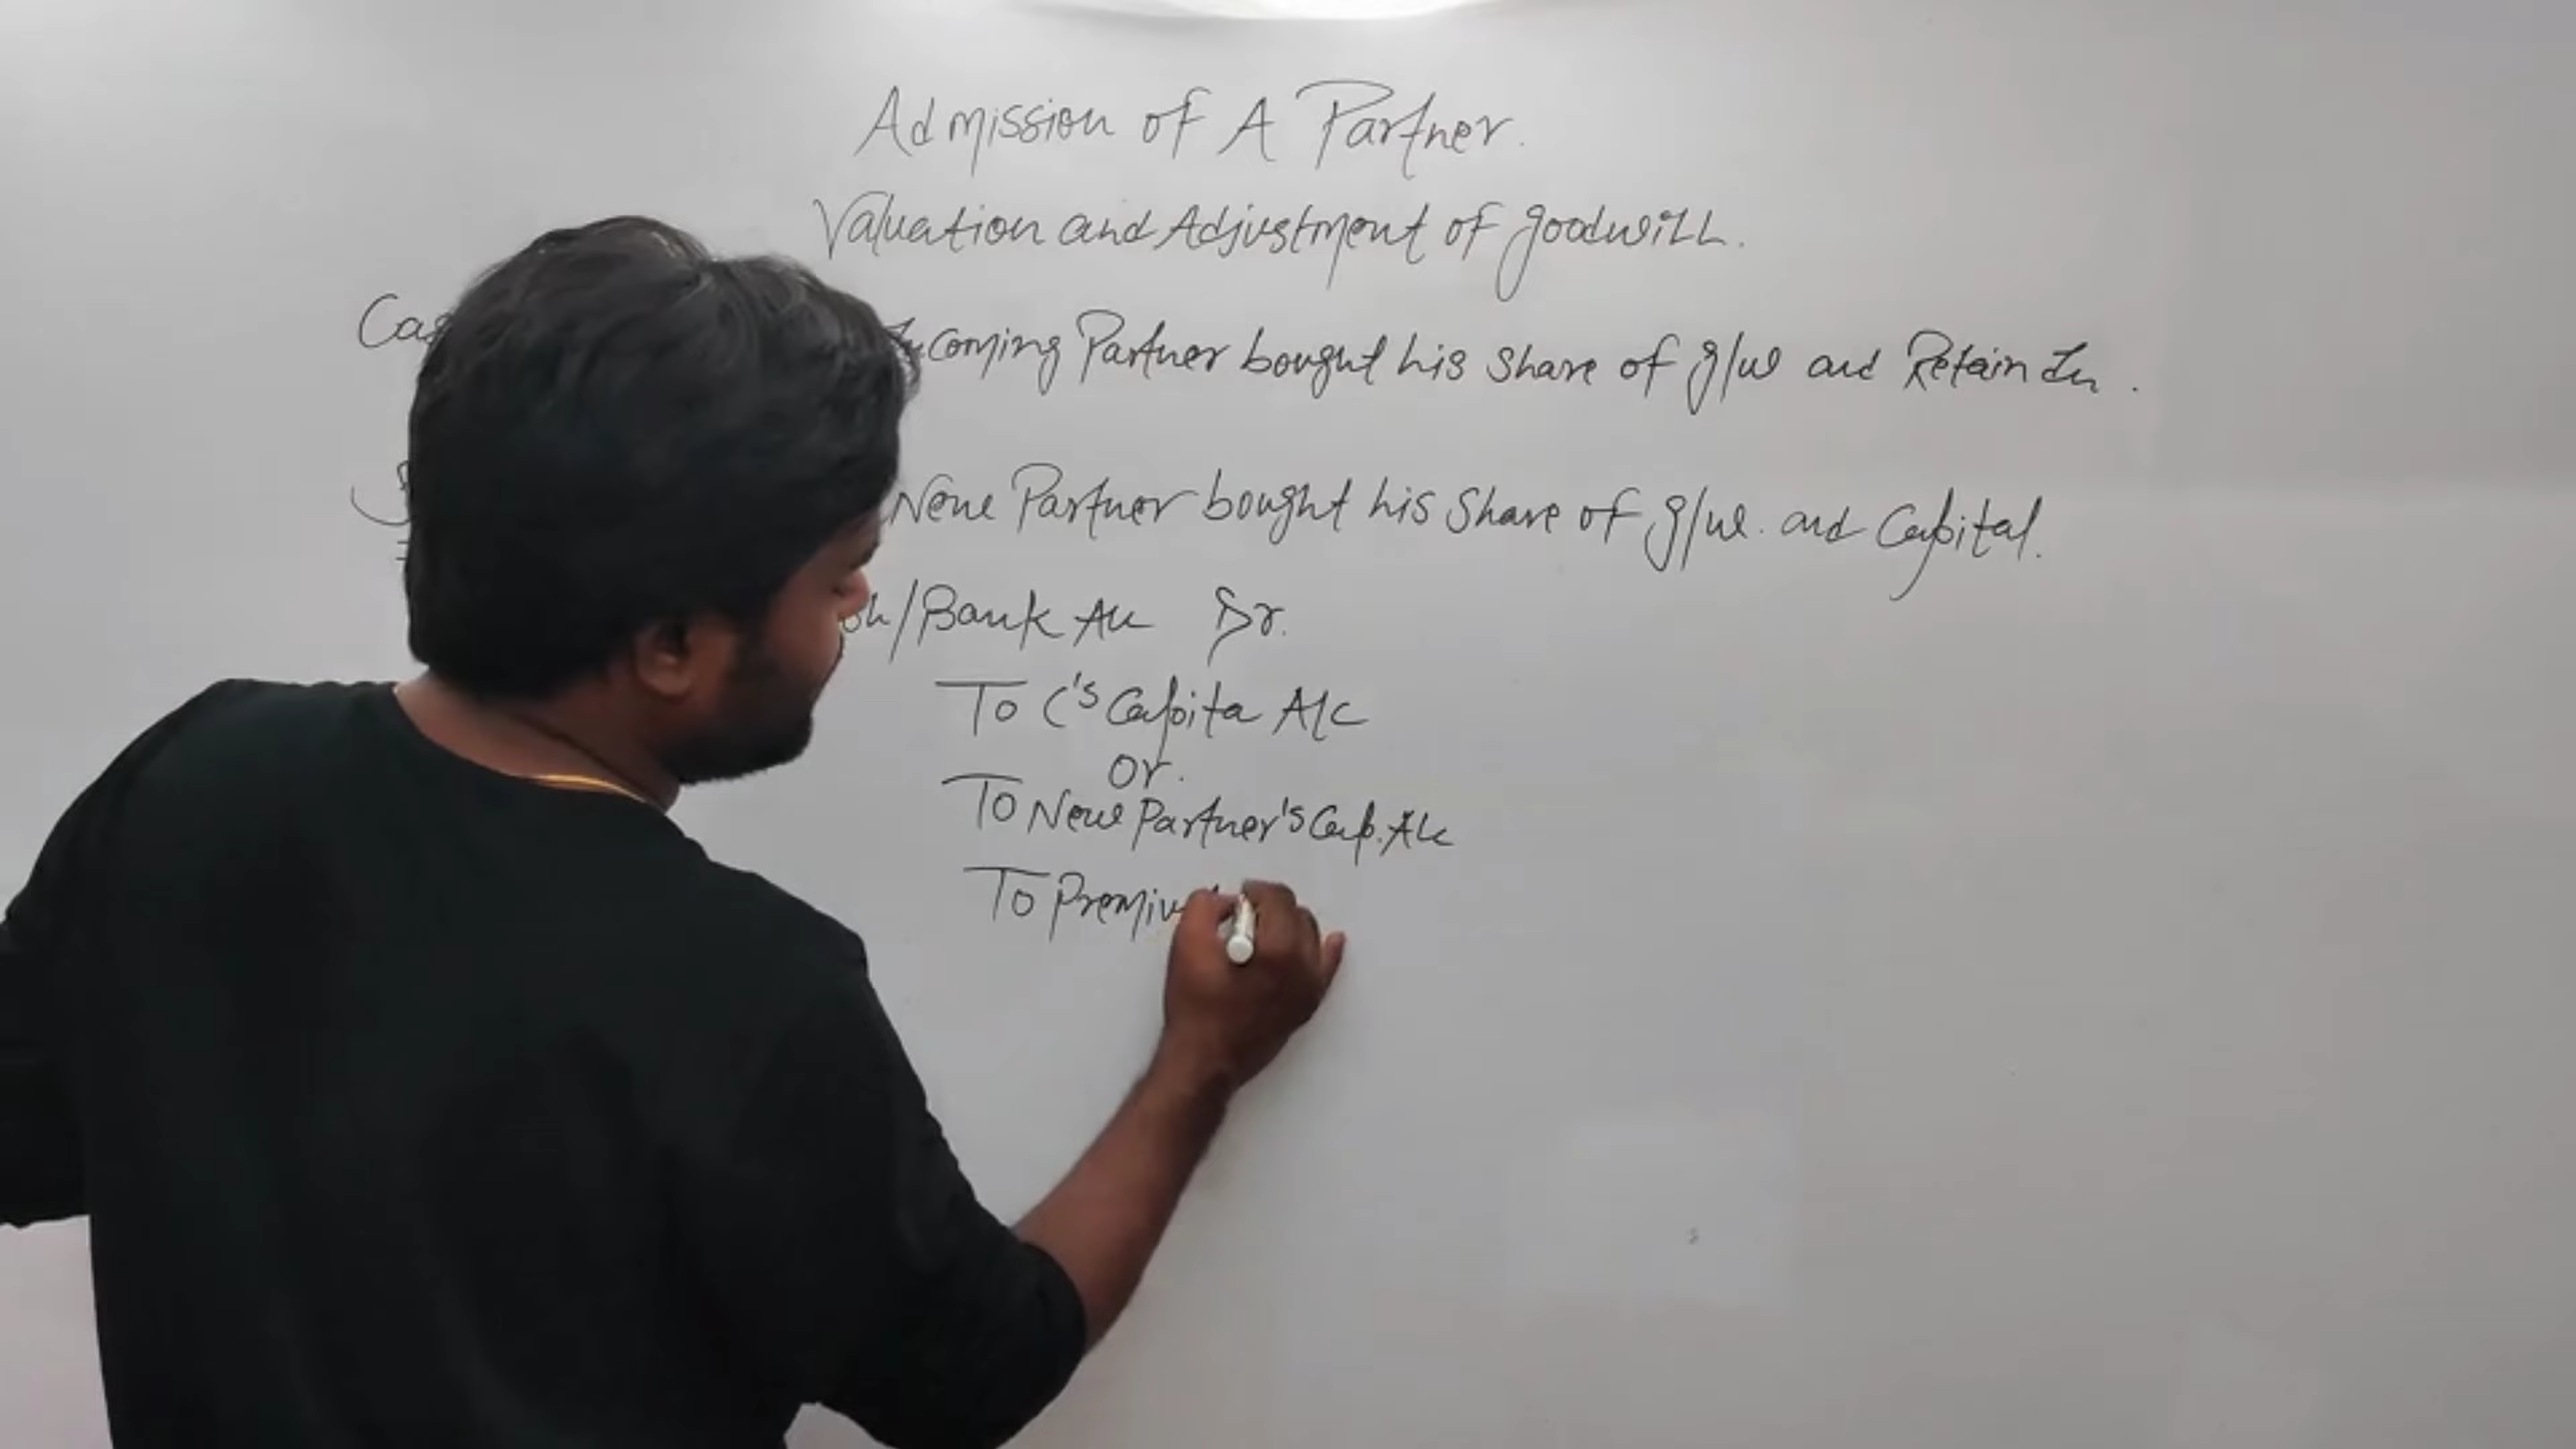 Admission of A Partner.
Valuation and Adjustment of goodwill.
coming Partner bought his share of g/w and Retain In.
New Partner bought his share of g/w. and Capital.
/Bank A/c Dr.
To C's Capita A/c
or.
To New Partner's Cap. A/c
To Premiu